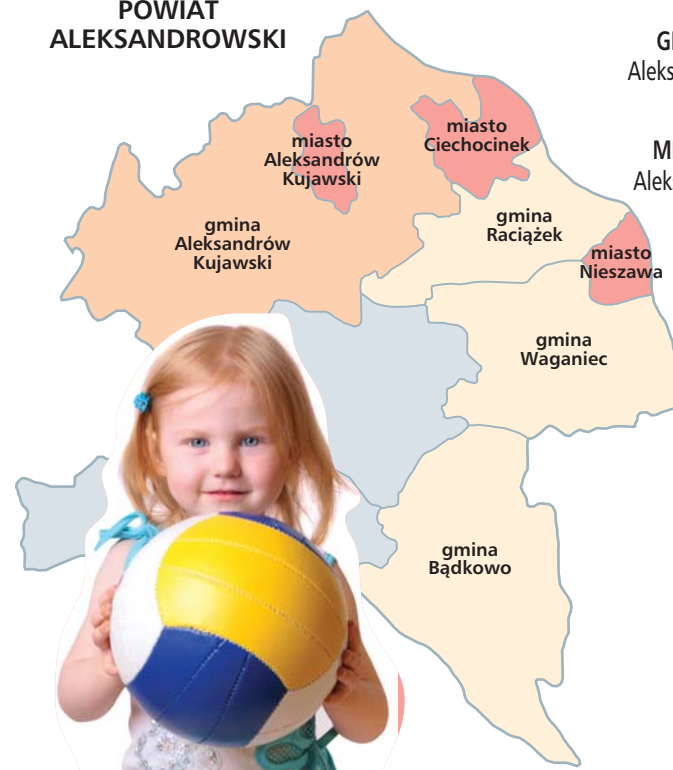 POWIAT
ALEKSANDROWSKI
miasto
Aleksandrów
Kujawski
miasto
Ciechocinek
gmina
Aleksandrów
Kujawski
gmina
Raciążek
miasto
Nieszawa
gmina
Waganiec
gmina
Bądkowo